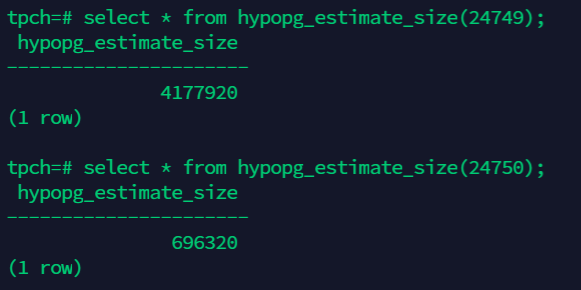 tpch=# select * from hypopg_estimate_size(24749);
 hypopg_estimate_size
----------------------
              4177920
(1 row)

tpch=# select * from hypopg_estimate_size(24750);
 hypopg_estimate_size
----------------------
               696320
(1 row)